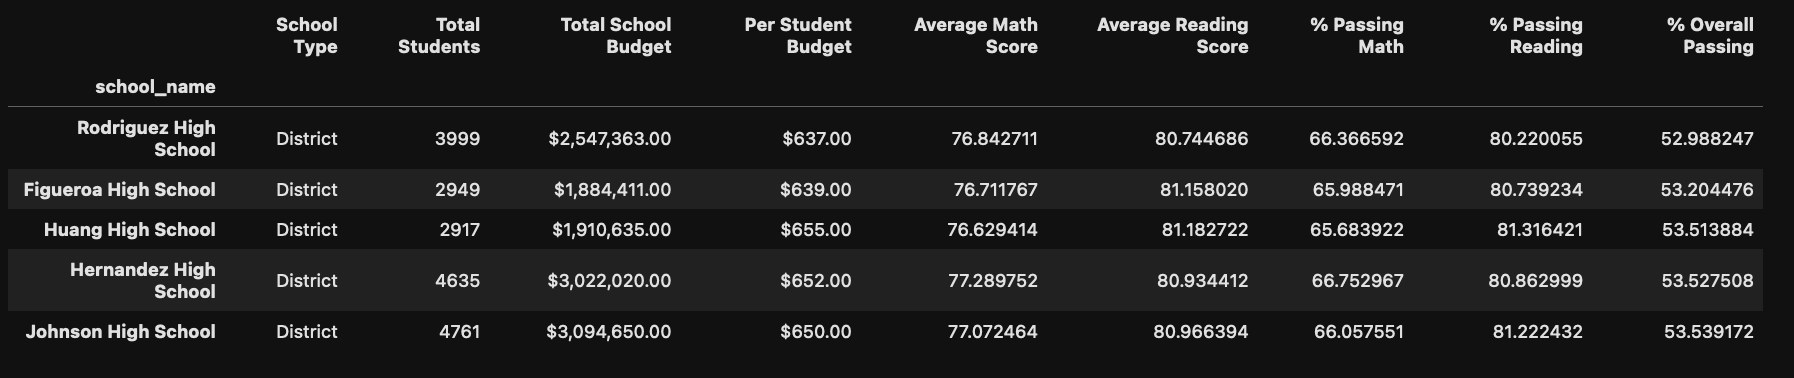 School Type Total Students Total School Budget Per Student Budget Average Math Score Average Reading Score % Passing Math % Passing Reading % Overall Passing
school_name
Rodriguez High School District 3999 $2,547,363.00 $637.00 76.842711 80.744686 66.366592 80.220055 52.988247
Figueroa High School District 2949 $1,884,411.00 $639.00 76.711767 81.158020 65.988471 80.739234 53.204476
Huang High School District 2917 $1,910,635.00 $655.00 76.629414 81.182722 65.683922 81.316421 53.513884
Hernandez High School District 4635 $3,022,020.00 $652.00 77.289752 80.934412 66.752967 80.862999 53.527508
Johnson High School District 4761 $3,094,650.00 $650.00 77.072464 80.966394 66.057551 81.222432 53.539172